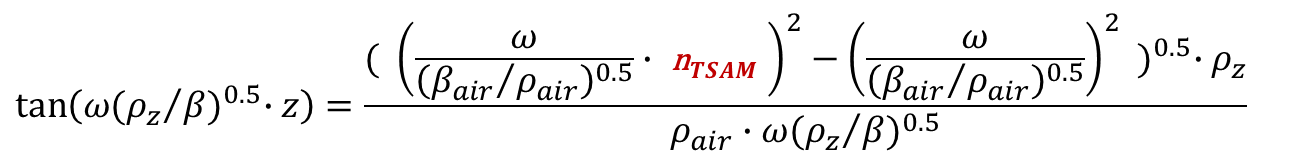 tan(ω(ρ_z/β)^0.5· z) = (( (ω/(β_air/ρ_air)^0.5 · n_TSAM)^2 − (ω/(β_air/ρ_air)^0.5)^2 )^0.5· ρ_z)/(ρ_air · ω(ρ_z/β)^0.5)